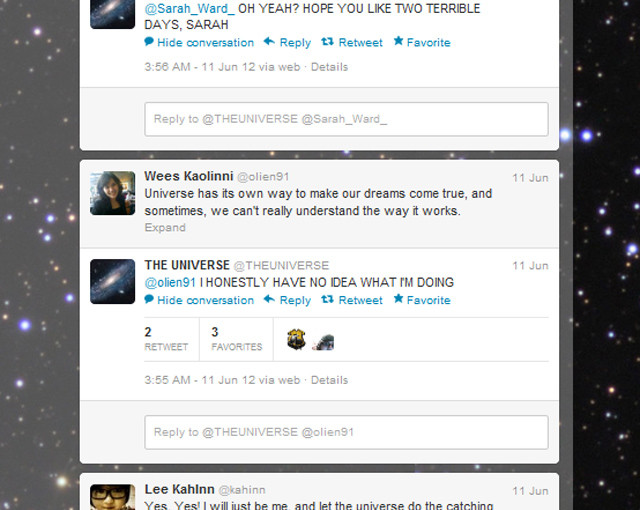 @Sarah_Ward_ OH YEAH? HOPE YOU LIKE TWO TERRIBLE
DAYS, SARAH
Hide conversation Reply Retweet Favorite
3:56 AM - 11 Jun 12 via web · Details
Reply to @THEUNIVERSE @Sarah_Ward_
Wees Kaolinni @olien91 11 Jun
Universe has its own way to make our dreams come true, and
sometimes, we can't really understand the way it works.
Expand
THE UNIVERSE @THEUNIVERSE 11 Jun
@olien91 I HONESTLY HAVE NO IDEA WHAT I'M DOING
Hide conversation Reply Retweet Favorite
2 3
RETWEET FAVORITES
3:55 AM - 11 Jun 12 via web · Details
Reply to @THEUNIVERSE @olien91
Lee KahInn @kahinn 11 Jun
Yes, Yes! I will just be me, and let the universe do the catching